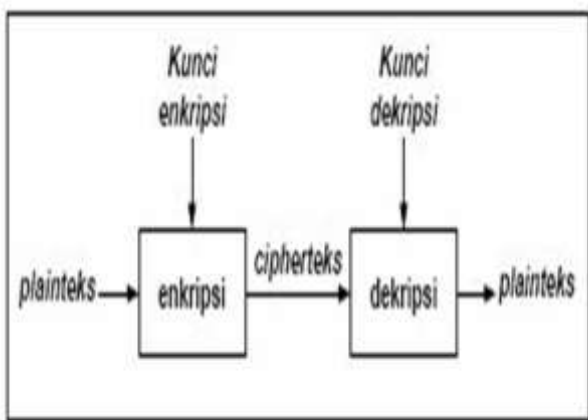 Kunci
enkripsi
Kunci
dekripsi
plainteks
enkripsi
cipherteks
dekripsi
plainteks